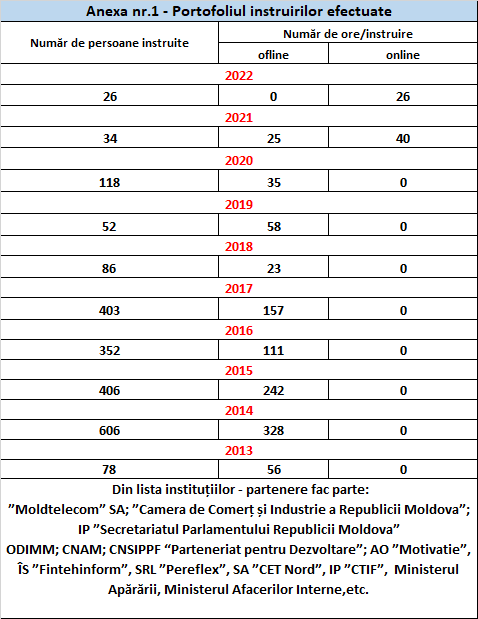 Anexa nr.1 - Portofoliul instruirilor efectuate
Număr de persoane instruite
Număr de ore/instruire
ofline online
2022
26 0 26
2021
34 25 40
2020
118 35 0
2019
52 58 0
2018
86 23 0
2017
403 157 0
2016
352 111 0
2015
406 242 0
2014
606 328 0
2013
78 56 0
Din lista instituțiilor - partenere fac parte:
”Moldtelecom” SA; ”Camera de Comerț și Industrie a Republicii Moldova”;
IP ”Secretariatul Parlamentului Republicii Moldova”
ODIMM; CNAM; CNSIPPF “Parteneriat pentru Dezvoltare”; AO ”Motivatie”,
ÎS ”Fintehinform”, SRL ”Pereflex”, SA ”CET Nord”, IP ”CTIF”, Ministerul
Apărării, Ministerul Afacerilor Interne,etc.